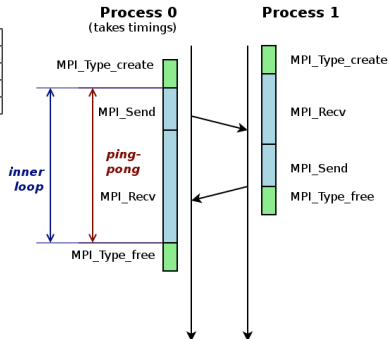 Process 0
(takes timings)
Process 1
MPI_Type_create
MPI_Type_create
MPI_Send
MPI_Recv
inner
loop
ping-
pong
MPI_Send
MPI_Recv
MPI_Type_free
MPI_Type_free